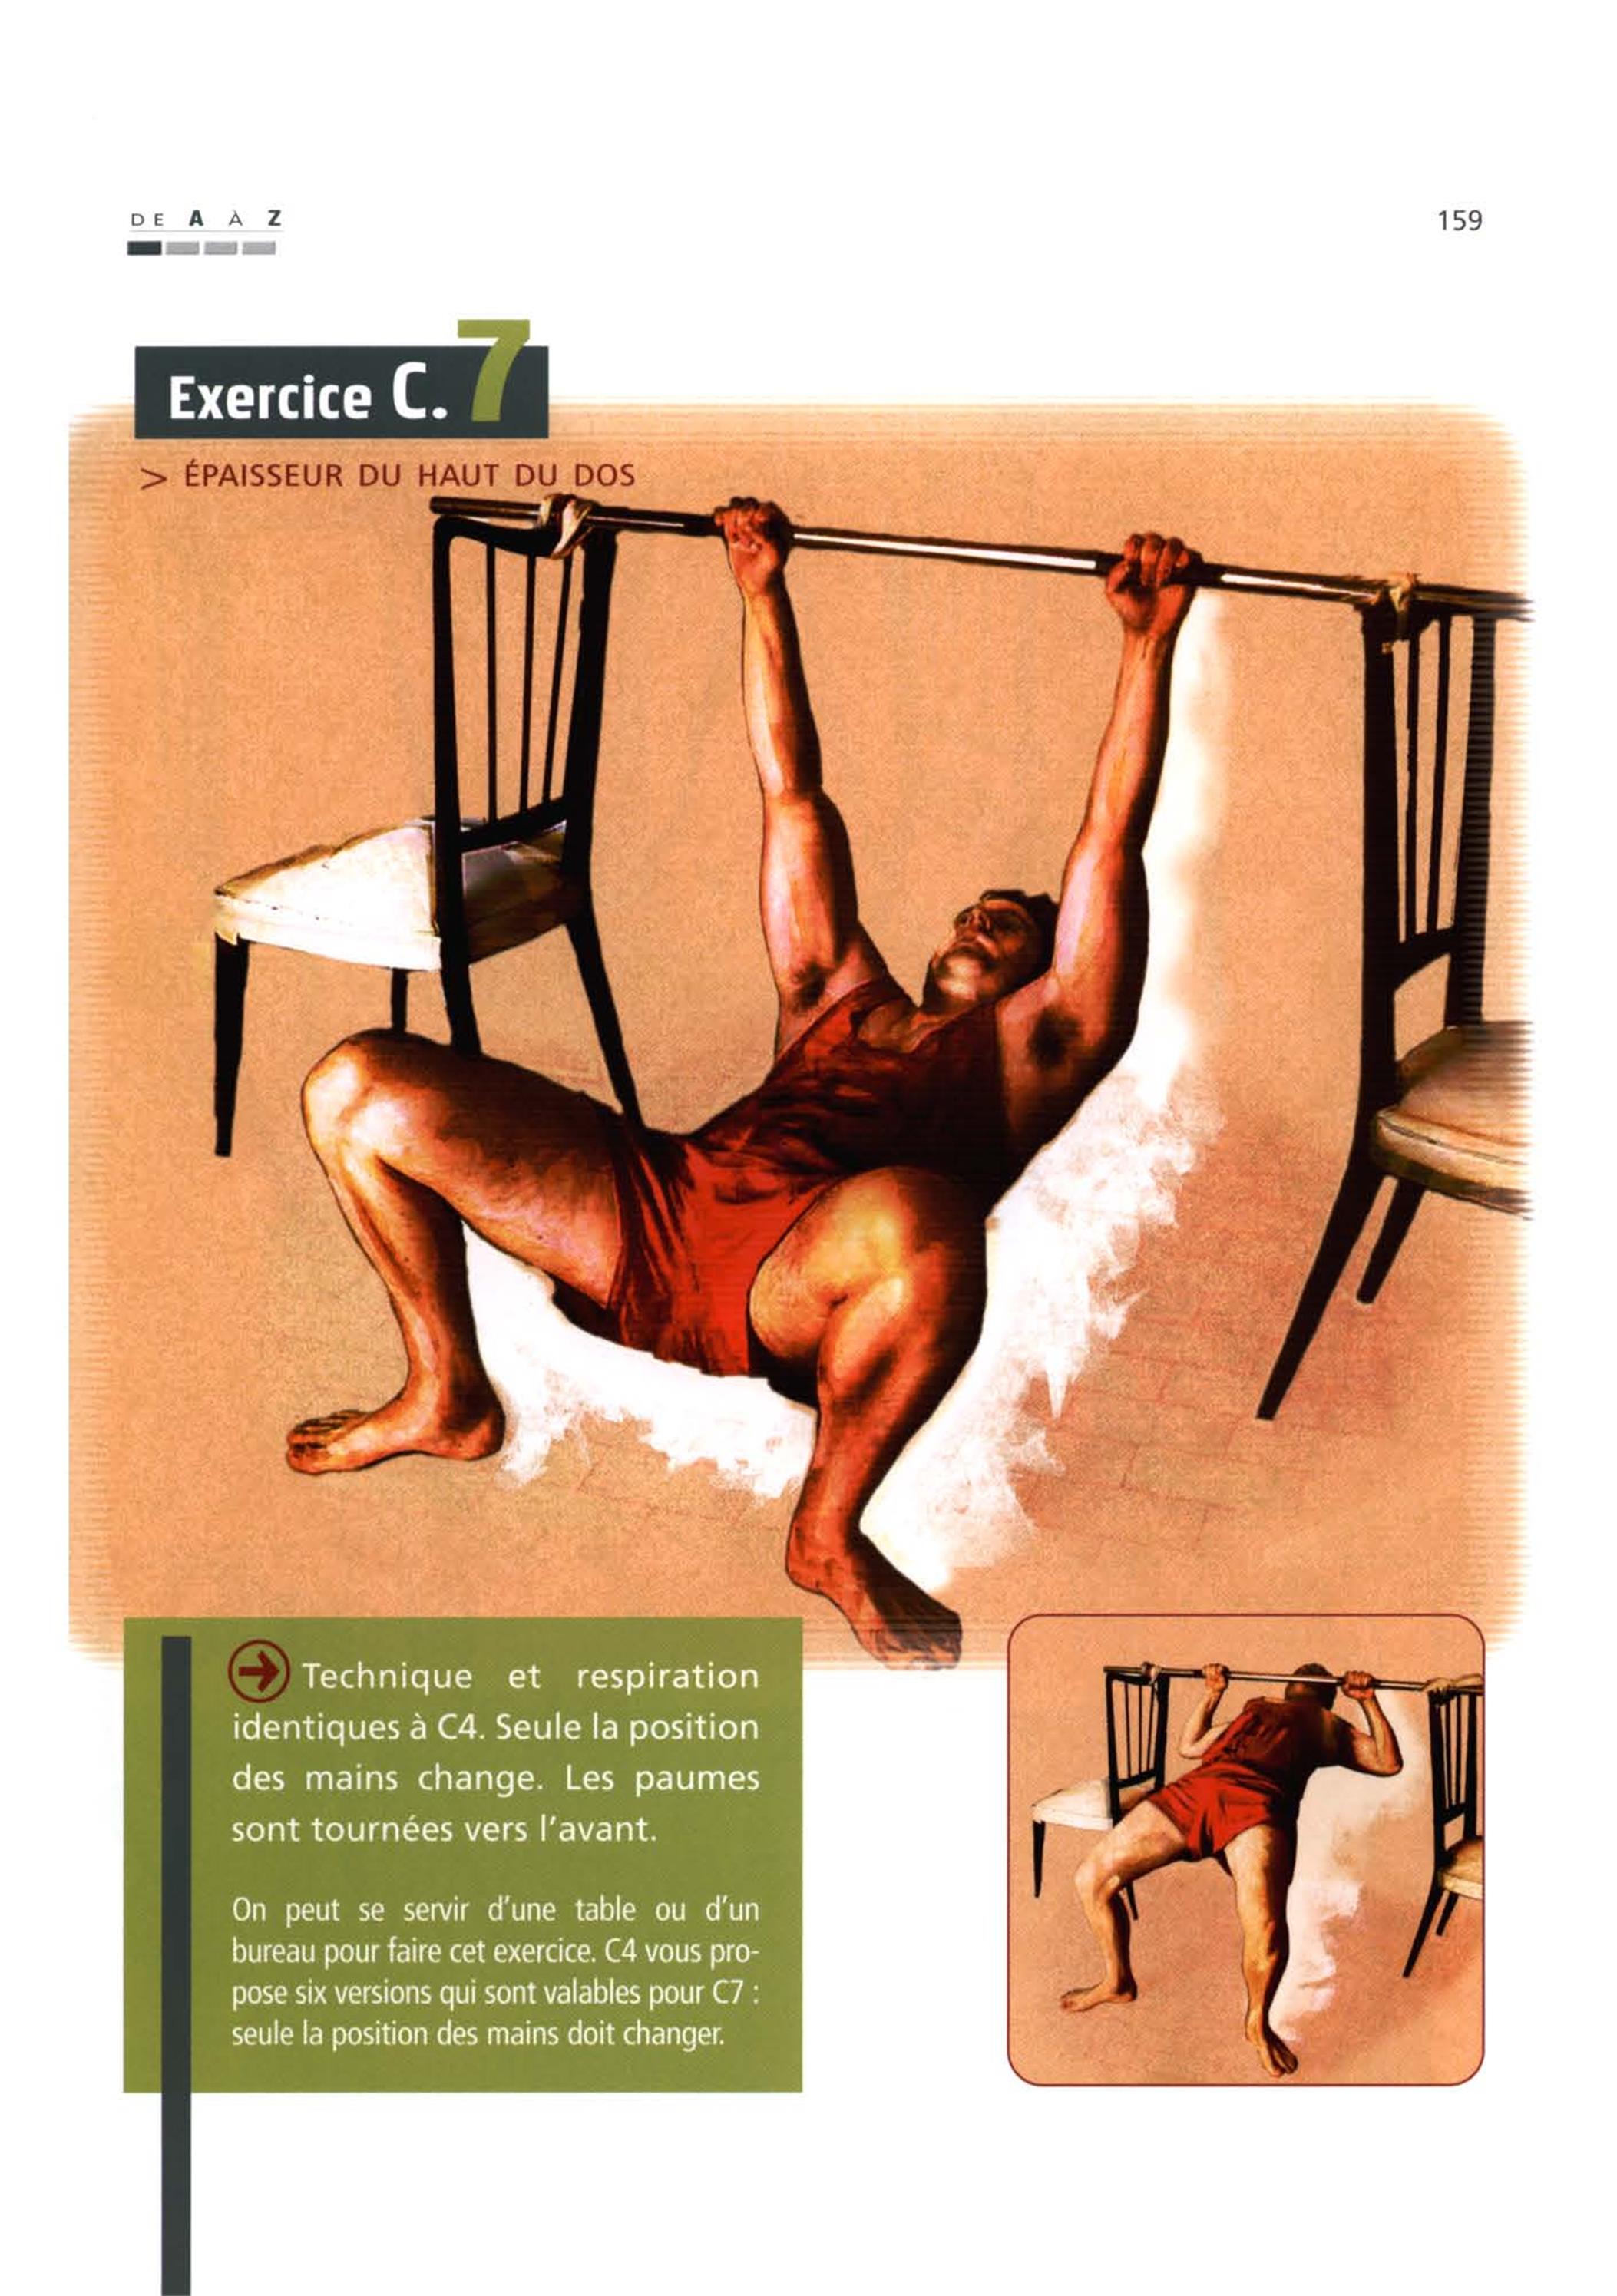 DE A À Z
159
Exercice C.7
> ÉPAISSEUR DU HAUT DU DOS
Technique et respiration
identiques à C4. Seule la position
des mains change. Les paumes
sont tournées vers l'avant.
On peut se servir d'une table ou d'un
bureau pour faire cet exercice. C4 vous pro-
pose six versions qui sont valables pour C7 :
seule la position des mains doit changer.